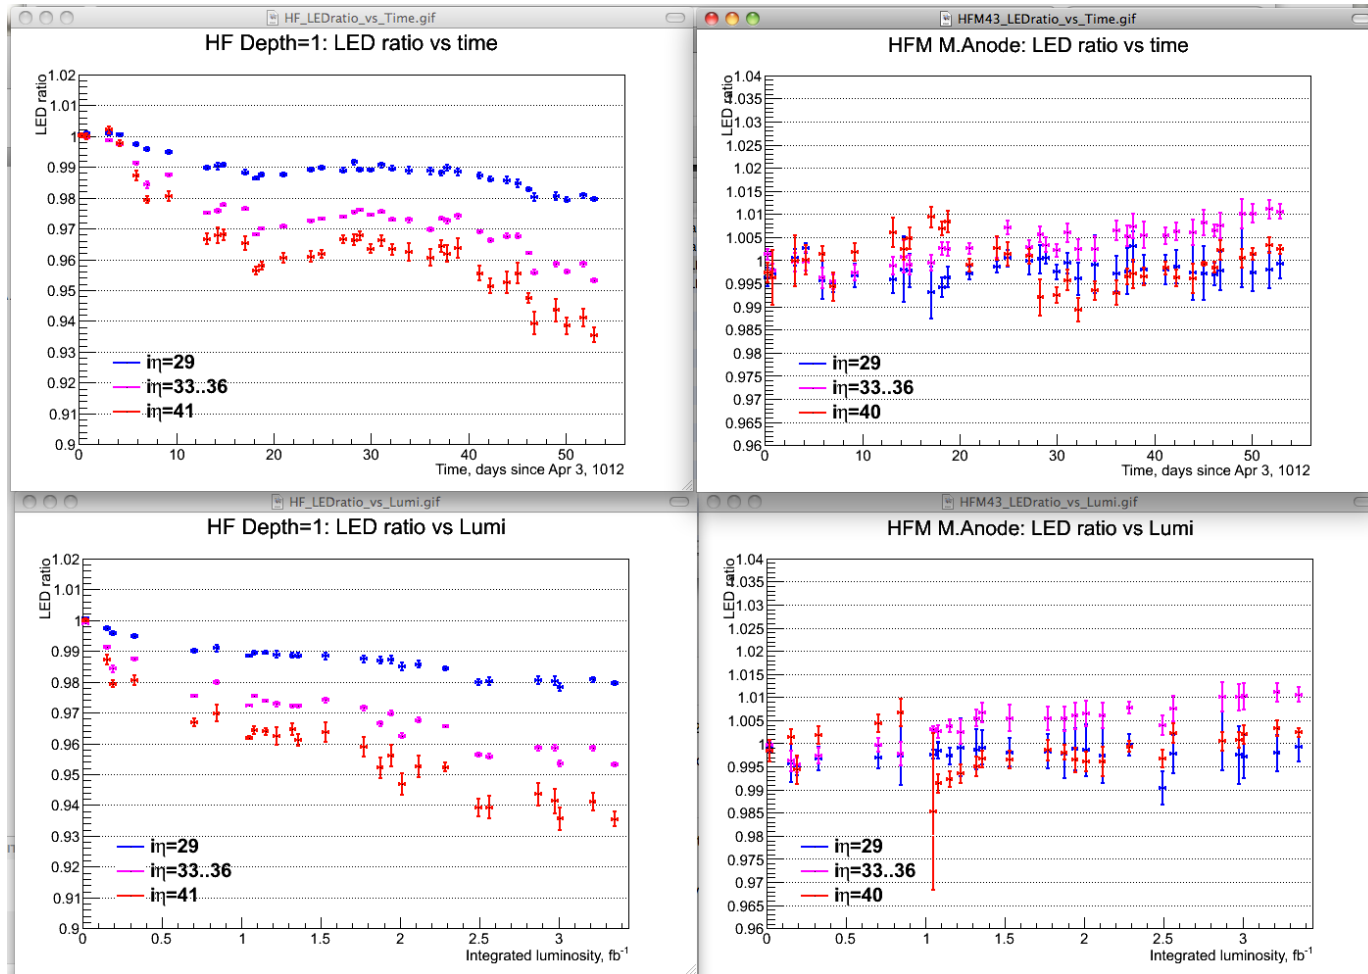 HF_LEDratio_vs_Time.gif
HF Depth=1: LED ratio vs time
LED ratio
1.02
1.01
1
0.99
0.98
0.97
0.96
0.95
0.94
0.93
0.92
0.91
0.9
iη=29
iη=33..36
iη=41
0 10 20 30 40 50
Time, days since Apr 3, 1012
HFM43_LEDratio_vs_Time.gif
HFM M.Anode: LED ratio vs time
LED ratio
1.04
1.035
1.03
1.025
1.02
1.015
1.01
1.005
1
0.995
0.99
0.985
0.98
0.975
0.97
0.965
0.96
iη=29
iη=33..36
iη=40
0 10 20 30 40 50
Time, days since Apr 3, 1012
HF_LEDratio_vs_Lumi.gif
HF Depth=1: LED ratio vs Lumi
LED ratio
1.02
1.01
1
0.99
0.98
0.97
0.96
0.95
0.94
0.93
0.92
0.91
0.9
iη=29
iη=33..36
iη=41
0 0.5 1 1.5 2 2.5 3
Integrated luminosity, fb⁻¹
HFM43_LEDratio_vs_Lumi.gif
HFM M.Anode: LED ratio vs Lumi
LED ratio
1.04
1.035
1.03
1.025
1.02
1.015
1.01
1.005
1
0.995
0.99
0.985
0.98
0.975
0.97
0.965
0.96
iη=29
iη=33..36
iη=40
0 0.5 1 1.5 2 2.5 3
Integrated luminosity, fb⁻¹